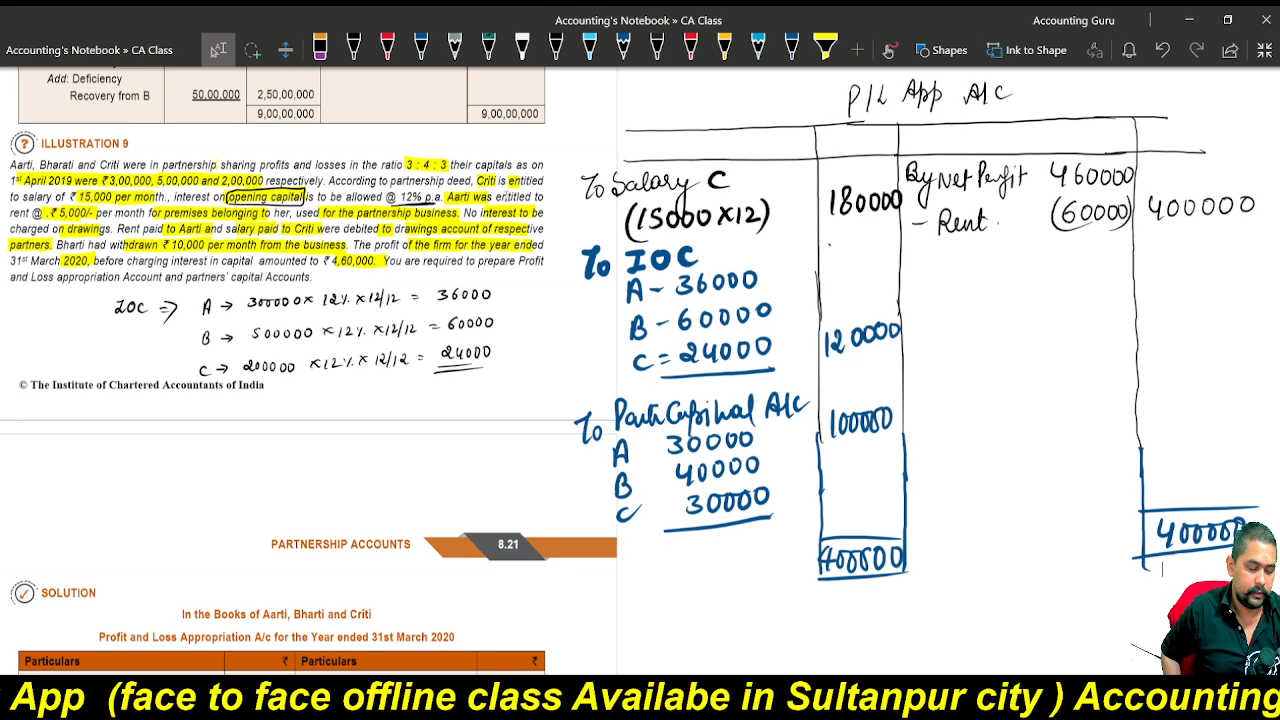 Accounting's Notebook » CA Class
Accounting Guru
Accounting's Notebook » CA Class
Shapes
Ink to Shape
Add: Deficiency
Recovery from B 50,00,000 2,50,00,000
9,00,00,000 9,00,00,000
? ILLUSTRATION 9
Aarti, Bharati and Criti were in partnership sharing profits and losses in the ratio 3 : 4 : 3 their capitals as on
1st April 2019 were ₹ 3,00,000, 5,00,000 and 2,00,000 respectively. According to partnership deed, Criti is entitled
to salary of ₹ 15,000 per month., interest on opening capital is to be allowed @ 12% p.a. Aarti was entitled to
rent @ . ₹ 5,000/- per month for premises belonging to her, used for the partnership business. No interest to be
charged on drawings. Rent paid to Aarti and salary paid to Criti were debited to drawings account of respective
partners. Bharti had withdrawn ₹ 10,000 per month from the business. The profit of the firm for the year ended
31st March 2020, before charging interest in capital amounted to ₹ 4,60,000. You are required to prepare Profit
and Loss appropriation Account and partners' capital Accounts.
IOC ⇒ A → 300000 × 12% × 12/12 = 36000
B → 500000 × 12% × 12/12 = 60000
C → 200000 × 12% × 12/12 = 24000
© The Institute of Chartered Accountants of India
PARTNERSHIP ACCOUNTS 8.21
SOLUTION
In the Books of Aarti, Bharti and Criti
Profit and Loss Appropriation A/c for the Year ended 31st March 2020
Particulars ₹ Particulars ₹
P/L App A/C
To Salary C 180000
(15000 × 12)
To IOC
A - 36000
B - 60000
C = 24000 120000
To Part Capital A/c 100000
A 30000
B 40000
C 30000
400000
By Net Profit 460000
- Rent. (60000) 400000
400000
App (face to face offline class Availabe in Sultanpur city ) Accounting